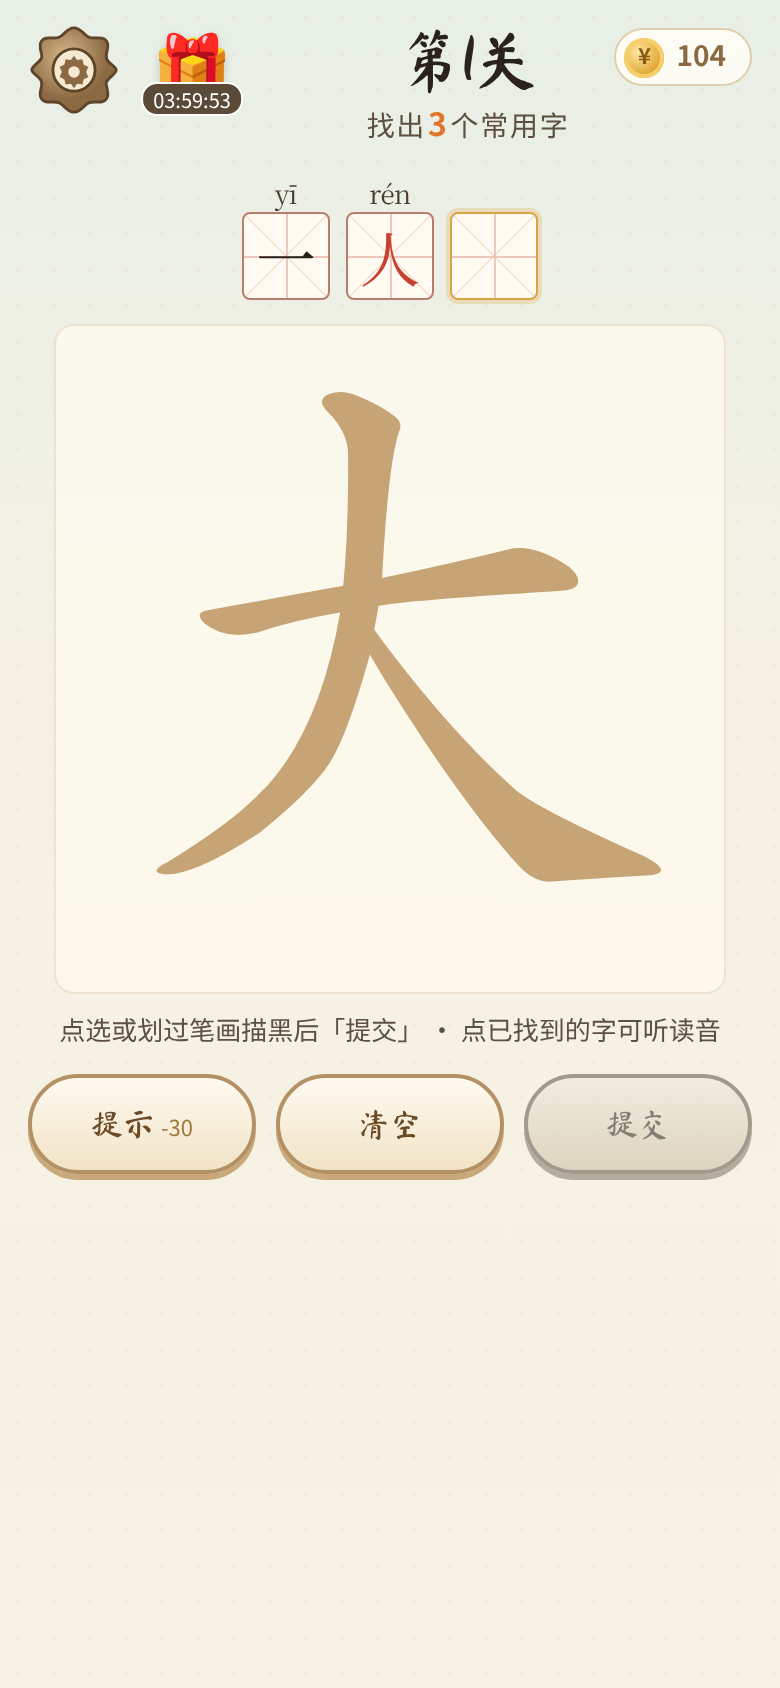 第1关
¥ 104
03:59:53
找出3个常用字
yī rén
一 人
大
点选或划过笔画描黑后「提交」 · 点已找到的字可听读音
提示 -30 清空 提交